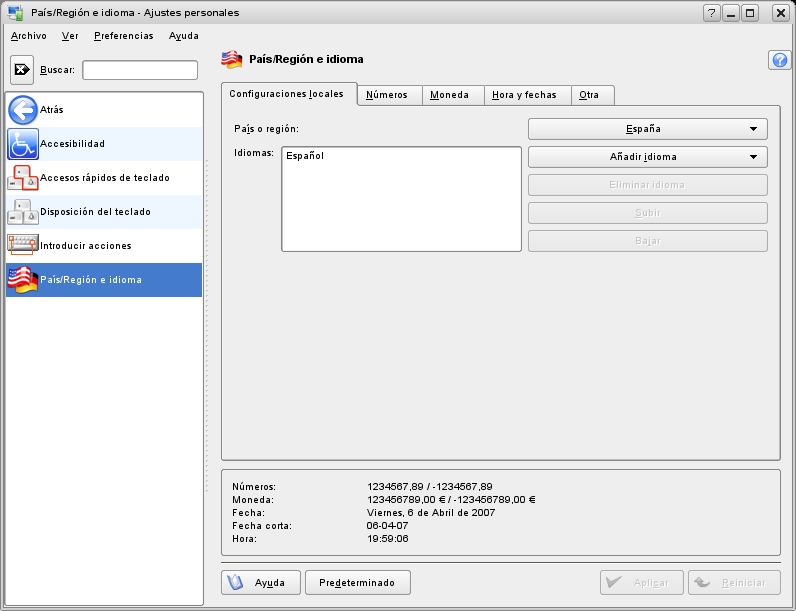 País/Región e idioma - Ajustes personales
Archivo Ver Preferencias Ayuda
Buscar:
Atrás
Accesibilidad
Accesos rápidos de teclado
Disposición del teclado
Introducir acciones
País/Región e idioma
País/Región e idioma
Configuraciones locales Números Moneda Hora y fechas Otra
País o región: España
Idiomas: Español
Añadir idioma
Eliminar idioma
Subir
Bajar
Números: 1234567,89 / -1234567,89
Moneda: 123456789,00 € / -123456789,00 €
Fecha: Viernes, 6 de Abril de 2007
Fecha corta: 06-04-07
Hora: 19:59:06
Ayuda Predeterminado Aplicar Reiniciar